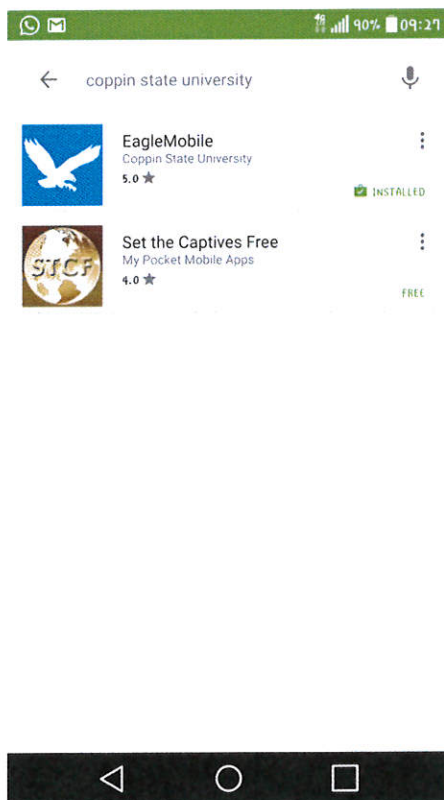 4G 90% 09:27
coppin state university
EagleMobile
Coppin State University
5.0 ★
INSTALLED
STCF
Set the Captives Free
My Pocket Mobile Apps
4.0 ★
FREE